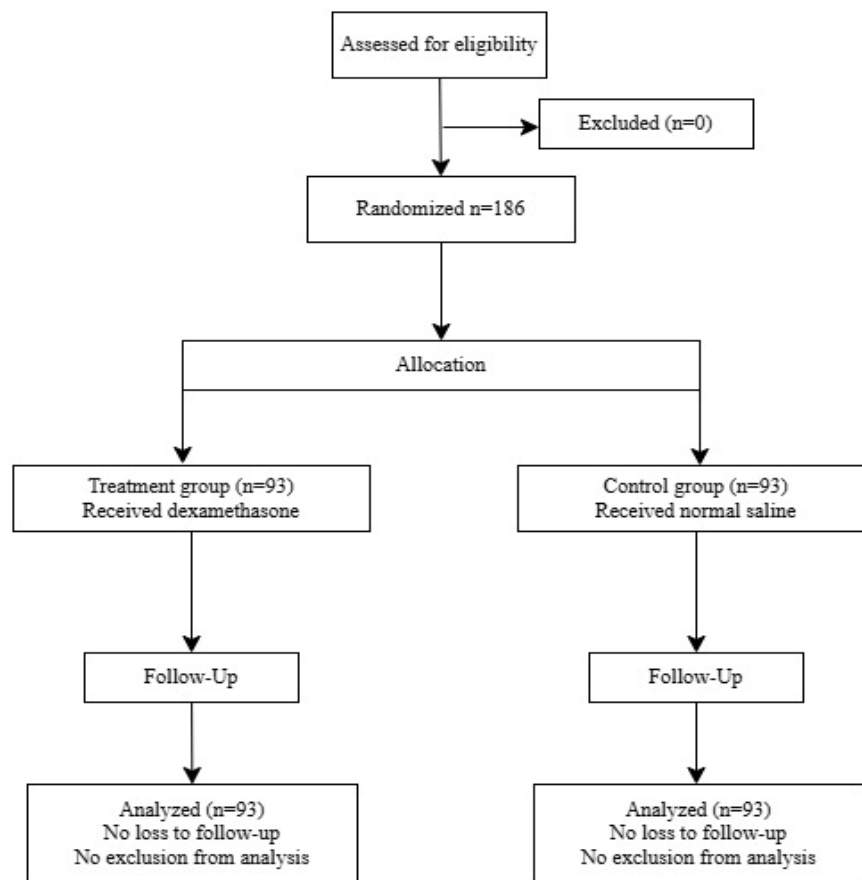 Assessed for eligibility
Excluded (n=0)
Randomized n=186
Allocation
Treatment group (n=93)
Received dexamethasone
Control group (n=93)
Received normal saline
Follow-Up
Follow-Up
Analyzed (n=93)
No loss to follow-up
No exclusion from analysis
Analyzed (n=93)
No loss to follow-up
No exclusion from analysis